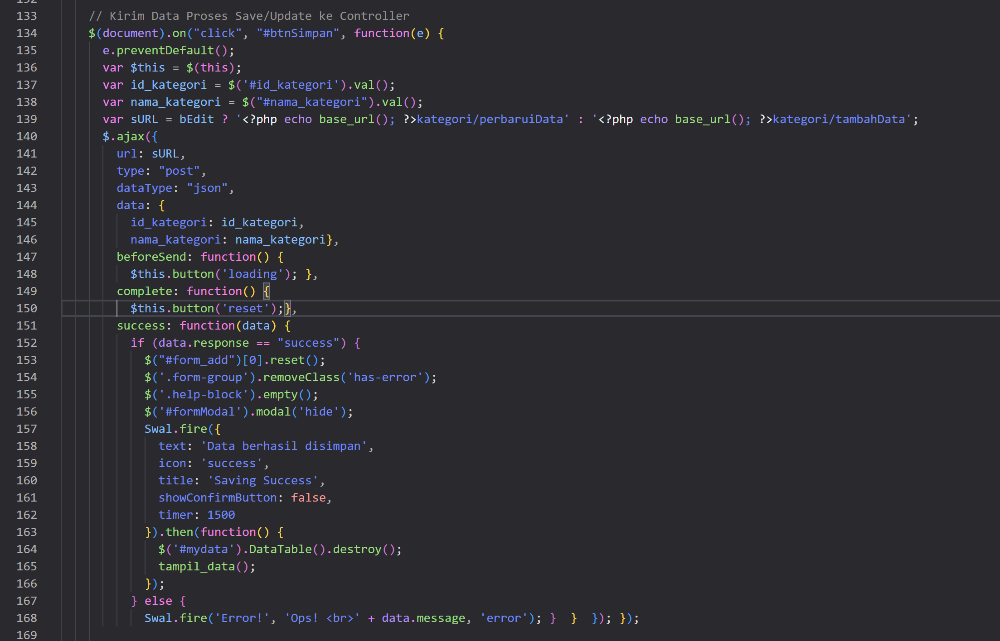 133 // Kirim Data Proses Save/Update ke Controller
134 $(document).on("click", "#btnSimpan", function(e) {
135 e.preventDefault();
136 var $this = $(this);
137 var id_kategori = $('#id_kategori').val();
138 var nama_kategori = $("#nama_kategori").val();
139 var sURL = bEdit ? '<?php echo base_url(); ?>kategori/perbaruiData' : '<?php echo base_url(); ?>kategori/tambahData';
140 $.ajax({
141 url: sURL,
142 type: "post",
143 dataType: "json",
144 data: {
145 id_kategori: id_kategori,
146 nama_kategori: nama_kategori},
147 beforeSend: function() {
148 $this.button('loading'); },
149 complete: function() {
150 $this.button('reset');},
151 success: function(data) {
152 if (data.response == "success") {
153 $("#form_add")[0].reset();
154 $('.form-group').removeClass('has-error');
155 $('.help-block').empty();
156 $('#formModal').modal('hide');
157 Swal.fire({
158 text: 'Data berhasil disimpan',
159 icon: 'success',
160 title: 'Saving Success',
161 showConfirmButton: false,
162 timer: 1500
163 }).then(function() {
164 $('#mydata').DataTable().destroy();
165 tampil_data();
166 });
167 } else {
168 Swal.fire('Error!', 'Ops! <br>' + data.message, 'error'); }  }  }); });
169